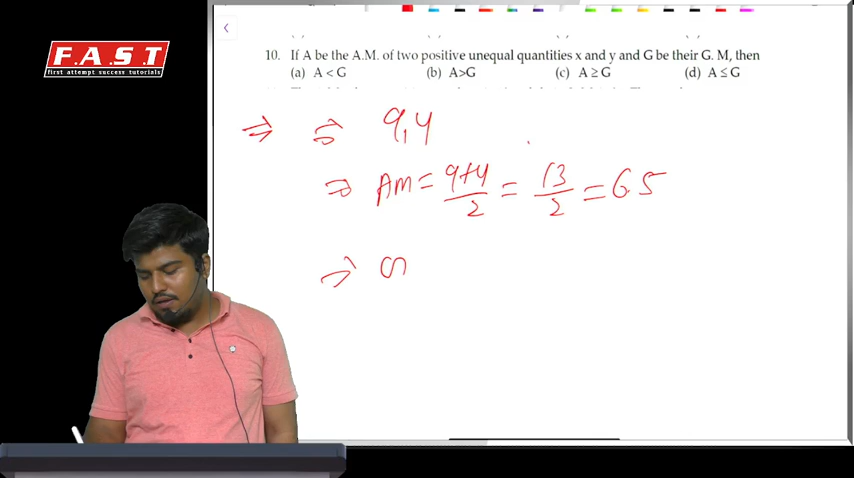 F.A.S.T
first attempt success tutorials
10. If A be the A.M. of two positive unequal quantities x and y and G be their G. M, then
(a) A < G (b) A>G (c) A ≥ G (d) A ≤ G
⇒ ⇒ 9,4
⇒ AM = 9+4/2 = 13/2 = 6.5